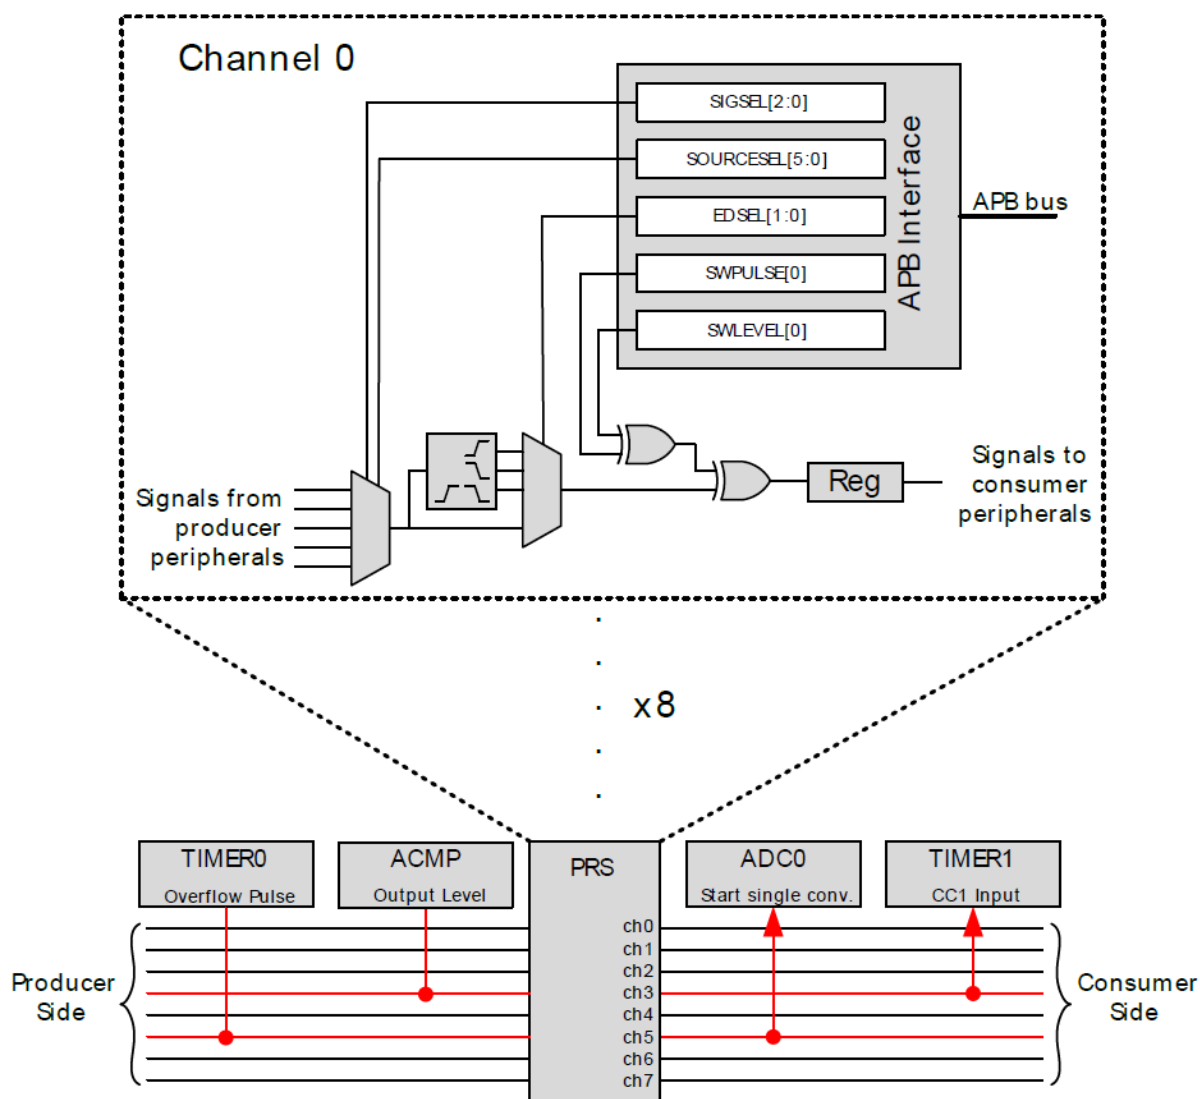 Channel 0
SIGSEL[2:0]
SOURCESEL[5:0]
EDSEL[1:0]
SWPULSE[0]
SWLEVEL[0]
APB Interface
APB bus
Signals from
producer
peripherals
Reg
Signals to
consumer
peripherals
x8
TIMER0
Overflow Pulse
ACMP
Output Level
PRS
ADC0
Start single conv.
TIMER1
CC1 Input
ch0
ch1
ch2
ch3
ch4
ch5
ch6
ch7
Producer
Side
Consumer
Side